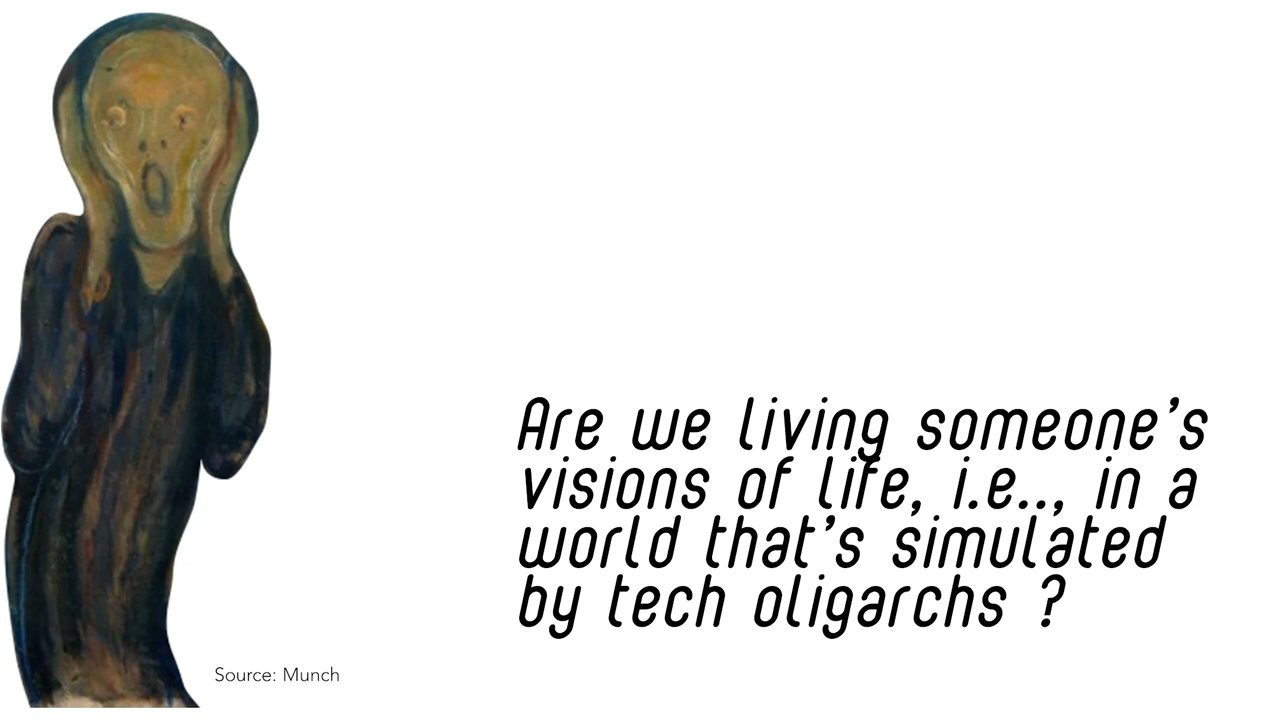 Are we living someone’s
visions of life, i.e.., in a
world that’s simulated
by tech oligarchs ?
Source: Munch